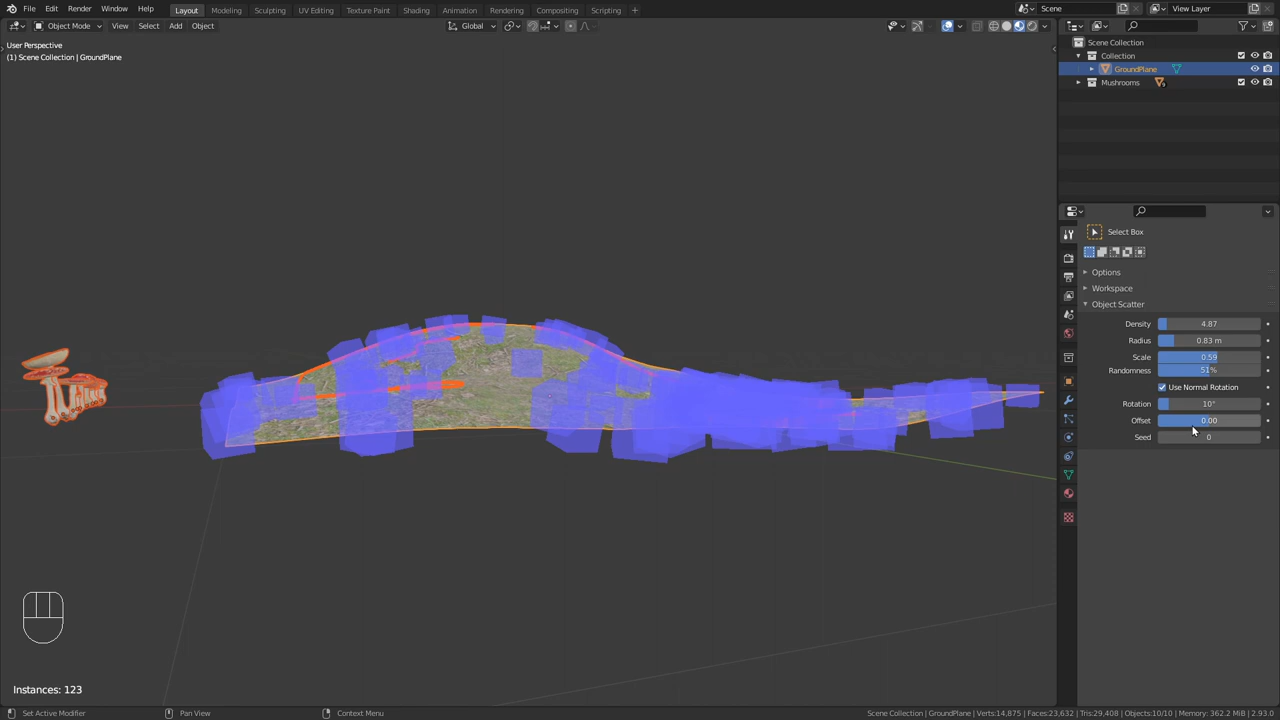 File Edit Render Window Help Layout Modeling Sculpting UV Editing Texture Paint Shading Animation Rendering Compositing Scripting + Scene View Layer
Object Mode View Select Add Object Global
User Perspective
(1) Scene Collection | GroundPlane
Scene Collection
Collection
GroundPlane
Mushrooms
Select Box
Options
Workspace
Object Scatter
Density 4.87
Radius 0.83 m
Scale 0.59
Randomness 51%
Use Normal Rotation
Rotation 10°
Offset 0.00
Seed 0
Instances: 123
Set Active Modifier Pan View Context Menu Scene Collection | GroundPlane | Verts:14,875 | Faces:23,632 | Tris:29,408 | Objects:10/10 | Memory: 362.2 MiB | 2.93.0